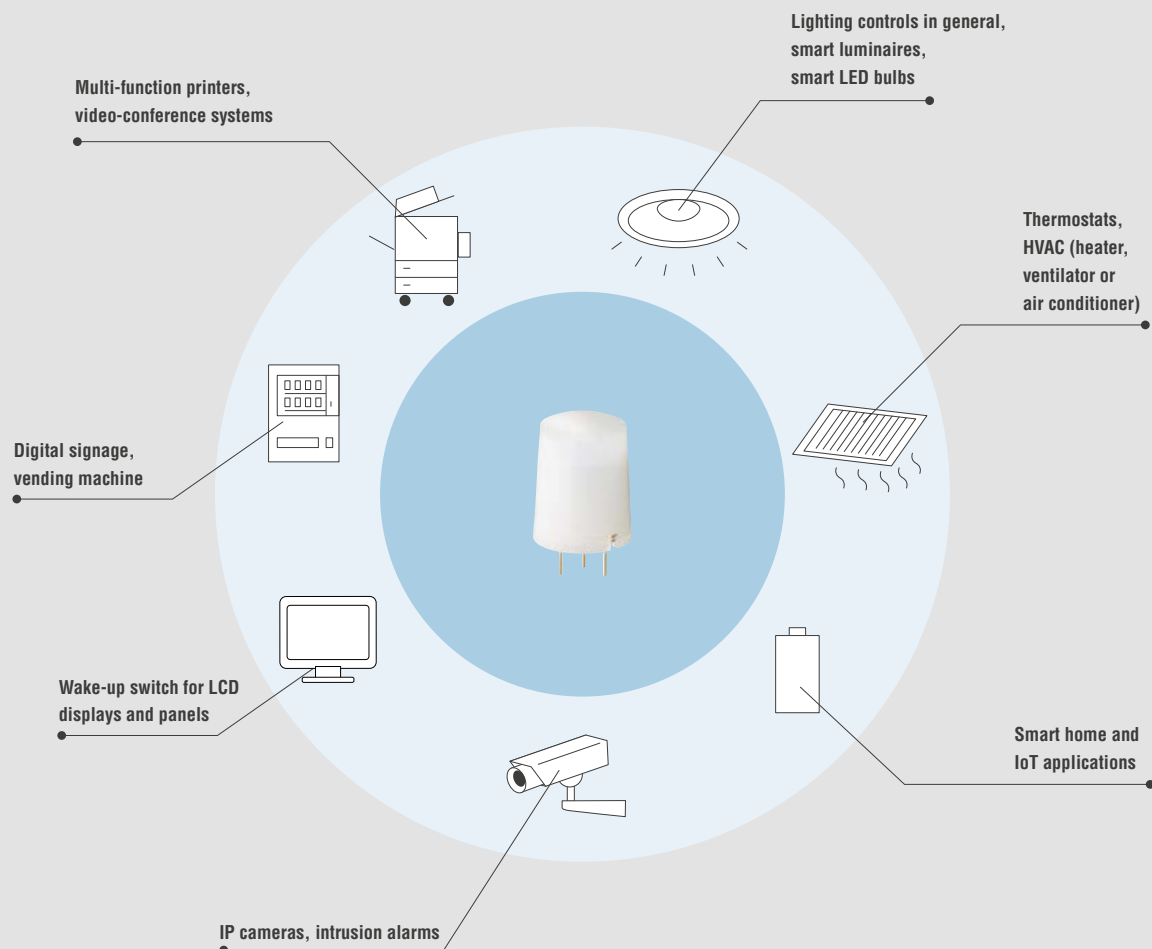 Lighting controls in general,
smart luminaires,
smart LED bulbs
Multi-function printers,
video-conference systems
Thermostats,
HVAC (heater,
ventilator or
air conditioner)
Digital signage,
vending machine
Wake-up switch for LCD
displays and panels
Smart home and
IoT applications
IP cameras, intrusion alarms